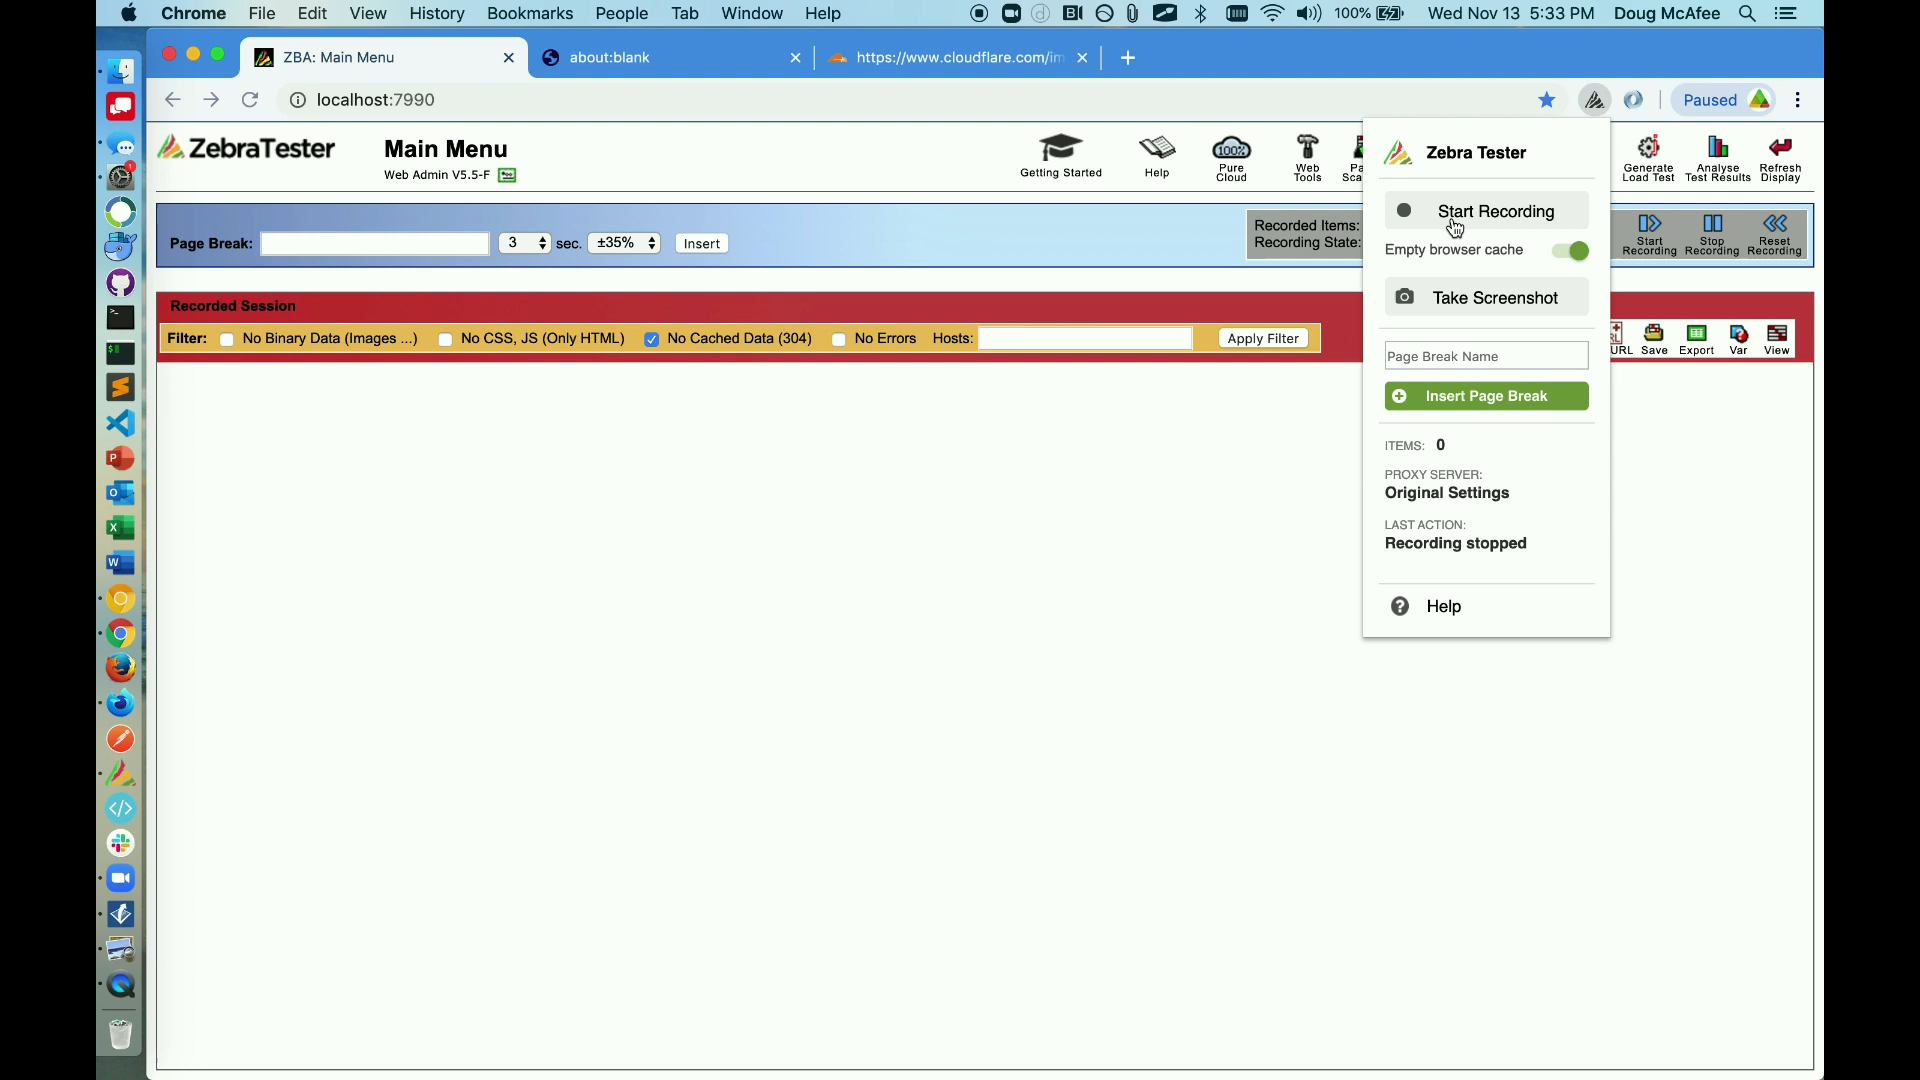 Chrome File Edit View History Bookmarks People Tab Window Help 100% Wed Nov 13 5:33 PM Doug McAfee
ZBA: Main Menu
about:blank
https://www.cloudflare.com/im
localhost:7990
Paused
ZebraTester
Main Menu
Web Admin V5.5-F
Getting Started
Help
100%
Pure
Cloud
Web
Tools
Pa
Sca
Generate
Load Test
Analyse
Test Results
Refresh
Display
Page Break:
3
sec.
±35%
Insert
Recorded Items:
Recording State:
Start
Recording
Stop
Recording
Reset
Recording
Recorded Session
Filter: No Binary Data (Images ...) No CSS, JS (Only HTML) No Cached Data (304) No Errors Hosts: Apply Filter
URL
Save
Export
Var
View
Zebra Tester
Start Recording
Empty browser cache
Take Screenshot
Page Break Name
Insert Page Break
ITEMS: 0
PROXY SERVER:
Original Settings
LAST ACTION:
Recording stopped
Help